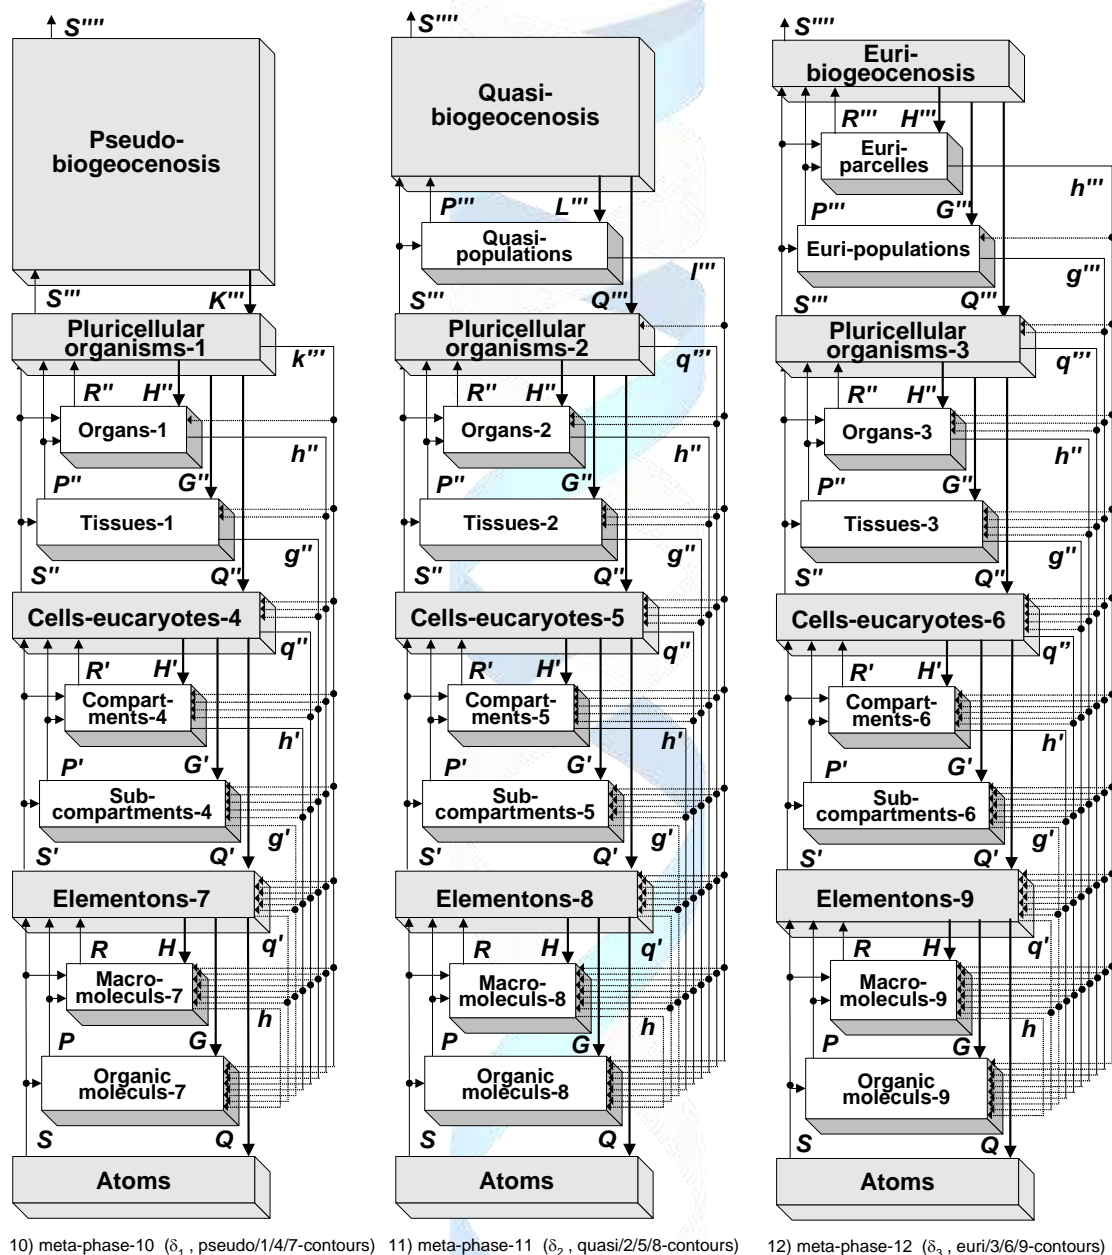 S''''
Pseudo-
biogeocenosis
S'''
K'''
Pluricellular
organisms-1
k'''
R''
H''
Organs-1
h''
P''
G''
Tissues-1
g''
S''
Q''
Cells-eucaryotes-4
q''
R'
H'
Compart-
ments-4
h'
P'
G'
Sub-
compartments-4
g'
S'
Q'
Elementons-7
q'
R
H
Macro-
moleculs-7
h
P
G
Organic
moleculs-7
S
Q
Atoms
10) meta-phase-10 (δ1 , pseudo/1/4/7-contours)
S''''
Quasi-
biogeocenosis
P'''
L'''
Quasi-
populations
l'''
S'''
Q'''
Pluricellular
organisms-2
q'''
R''
H''
Organs-2
h''
P''
G''
Tissues-2
g''
S''
Q''
Cells-eucaryotes-5
q''
R'
H'
Compart-
ments-5
h'
P'
G'
Sub-
compartments-5
g'
S'
Q'
Elementons-8
q'
R
H
Macro-
moleculs-8
h
P
G
Organic
moleculs-8
S
Q
Atoms
11) meta-phase-11 (δ2 , quasi/2/5/8-contours)
S''''
Euri-
biogeocenosis
R'''
H'''
Euri-
parcelles
h'''
P'''
G'''
Euri-populations
g'''
S'''
Q'''
Pluricellular
organisms-3
q'''
R''
H''
Organs-3
h''
P''
G''
Tissues-3
g''
S''
Q''
Cells-eucaryotes-6
q''
R'
H'
Compart-
ments-6
h'
P'
G'
Sub-
compartments-6
g'
S'
Q'
Elementons-9
q'
R
H
Macro-
moleculs-9
h
P
G
Organic
moleculs-9
S
Q
Atoms
12) meta-phase-12 (δ3 , euri/3/6/9-contours)